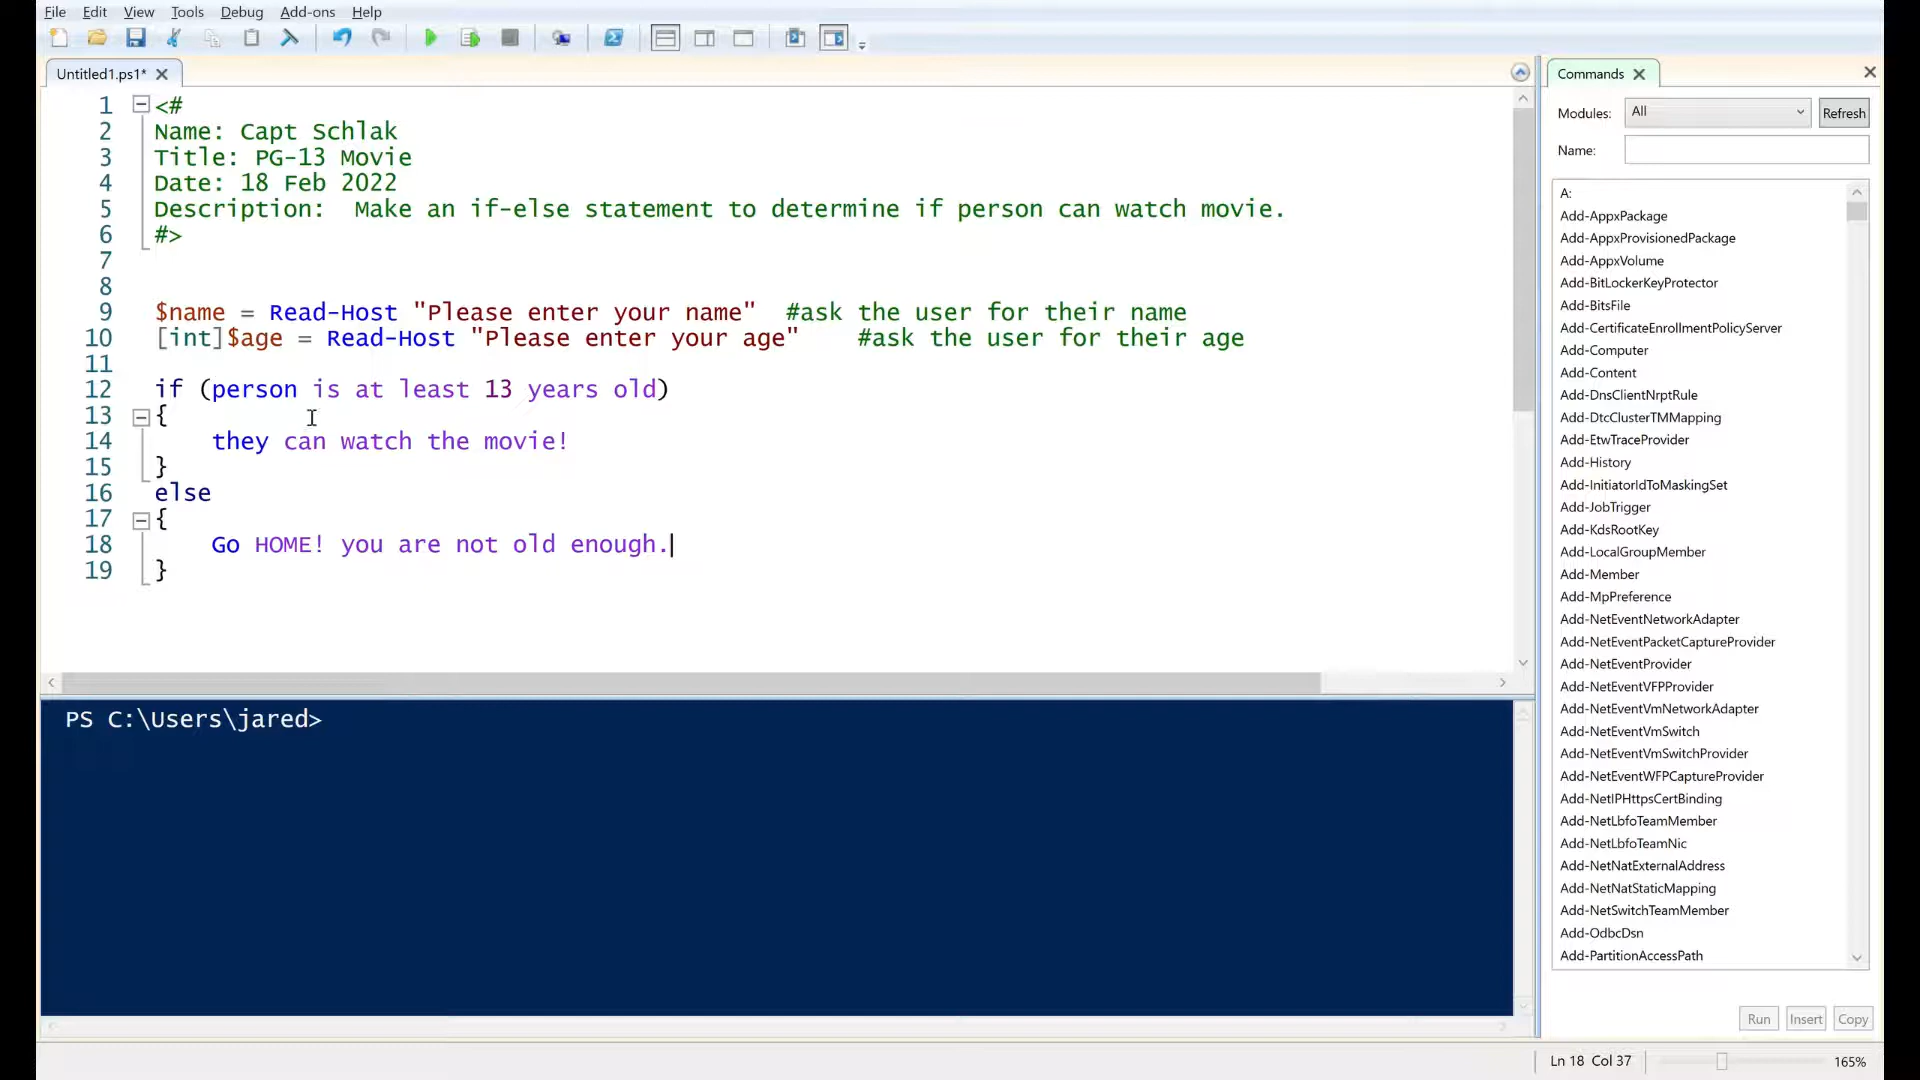 File Edit View Tools Debug Add-ons Help
Untitled1.ps1*
1 <#
2 Name: Capt Schlak
3 Title: PG-13 Movie
4 Date: 18 Feb 2022
5 Description:  Make an if-else statement to determine if person can watch movie.
6 #>
7
8
9 $name = Read-Host "Please enter your name"  #ask the user for their name
10 [int]$age = Read-Host "Please enter your age"    #ask the user for their age
11
12 if (person is at least 13 years old)
13 {
14     they can watch the movie!
15 }
16 else
17 {
18     Go HOME! you are not old enough.
19 }
PS C:\Users\jared>
Commands
Modules: All Refresh
Name:
A:
Add-AppxPackage
Add-AppxProvisionedPackage
Add-AppxVolume
Add-BitLockerKeyProtector
Add-BitsFile
Add-CertificateEnrollmentPolicyServer
Add-Computer
Add-Content
Add-DnsClientNrptRule
Add-DtcClusterTMMapping
Add-EtwTraceProvider
Add-History
Add-InitiatorIdToMaskingSet
Add-JobTrigger
Add-KdsRootKey
Add-LocalGroupMember
Add-Member
Add-MpPreference
Add-NetEventNetworkAdapter
Add-NetEventPacketCaptureProvider
Add-NetEventProvider
Add-NetEventVFPProvider
Add-NetEventVmNetworkAdapter
Add-NetEventVmSwitch
Add-NetEventVmSwitchProvider
Add-NetEventWFPCaptureProvider
Add-NetIPHttpsCertBinding
Add-NetLbfoTeamMember
Add-NetLbfoTeamNic
Add-NetNatExternalAddress
Add-NetNatStaticMapping
Add-NetSwitchTeamMember
Add-OdbcDsn
Add-PartitionAccessPath
Run Insert Copy
Ln 18 Col 37 165%